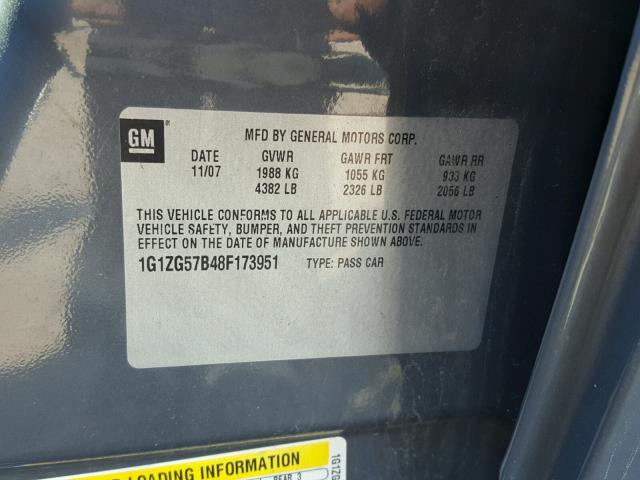 GM ® MFD BY GENERAL MOTORS CORP.
DATE GVWR GAWR FRT GAWR RR
11/07 1988 KG 1055 KG 933 KG
4382 LB 2326 LB 2056 LB
THIS VEHICLE CONFORMS TO ALL APPLICABLE U.S. FEDERAL MOTOR
VEHICLE SAFETY, BUMPER, AND THEFT PREVENTION STANDARDS IN
EFFECT ON THE DATE OF MANUFACTURE SHOWN ABOVE.
1G1ZG57B48F173951 TYPE: PASS CAR
LOADING INFORMATION
REAR 3